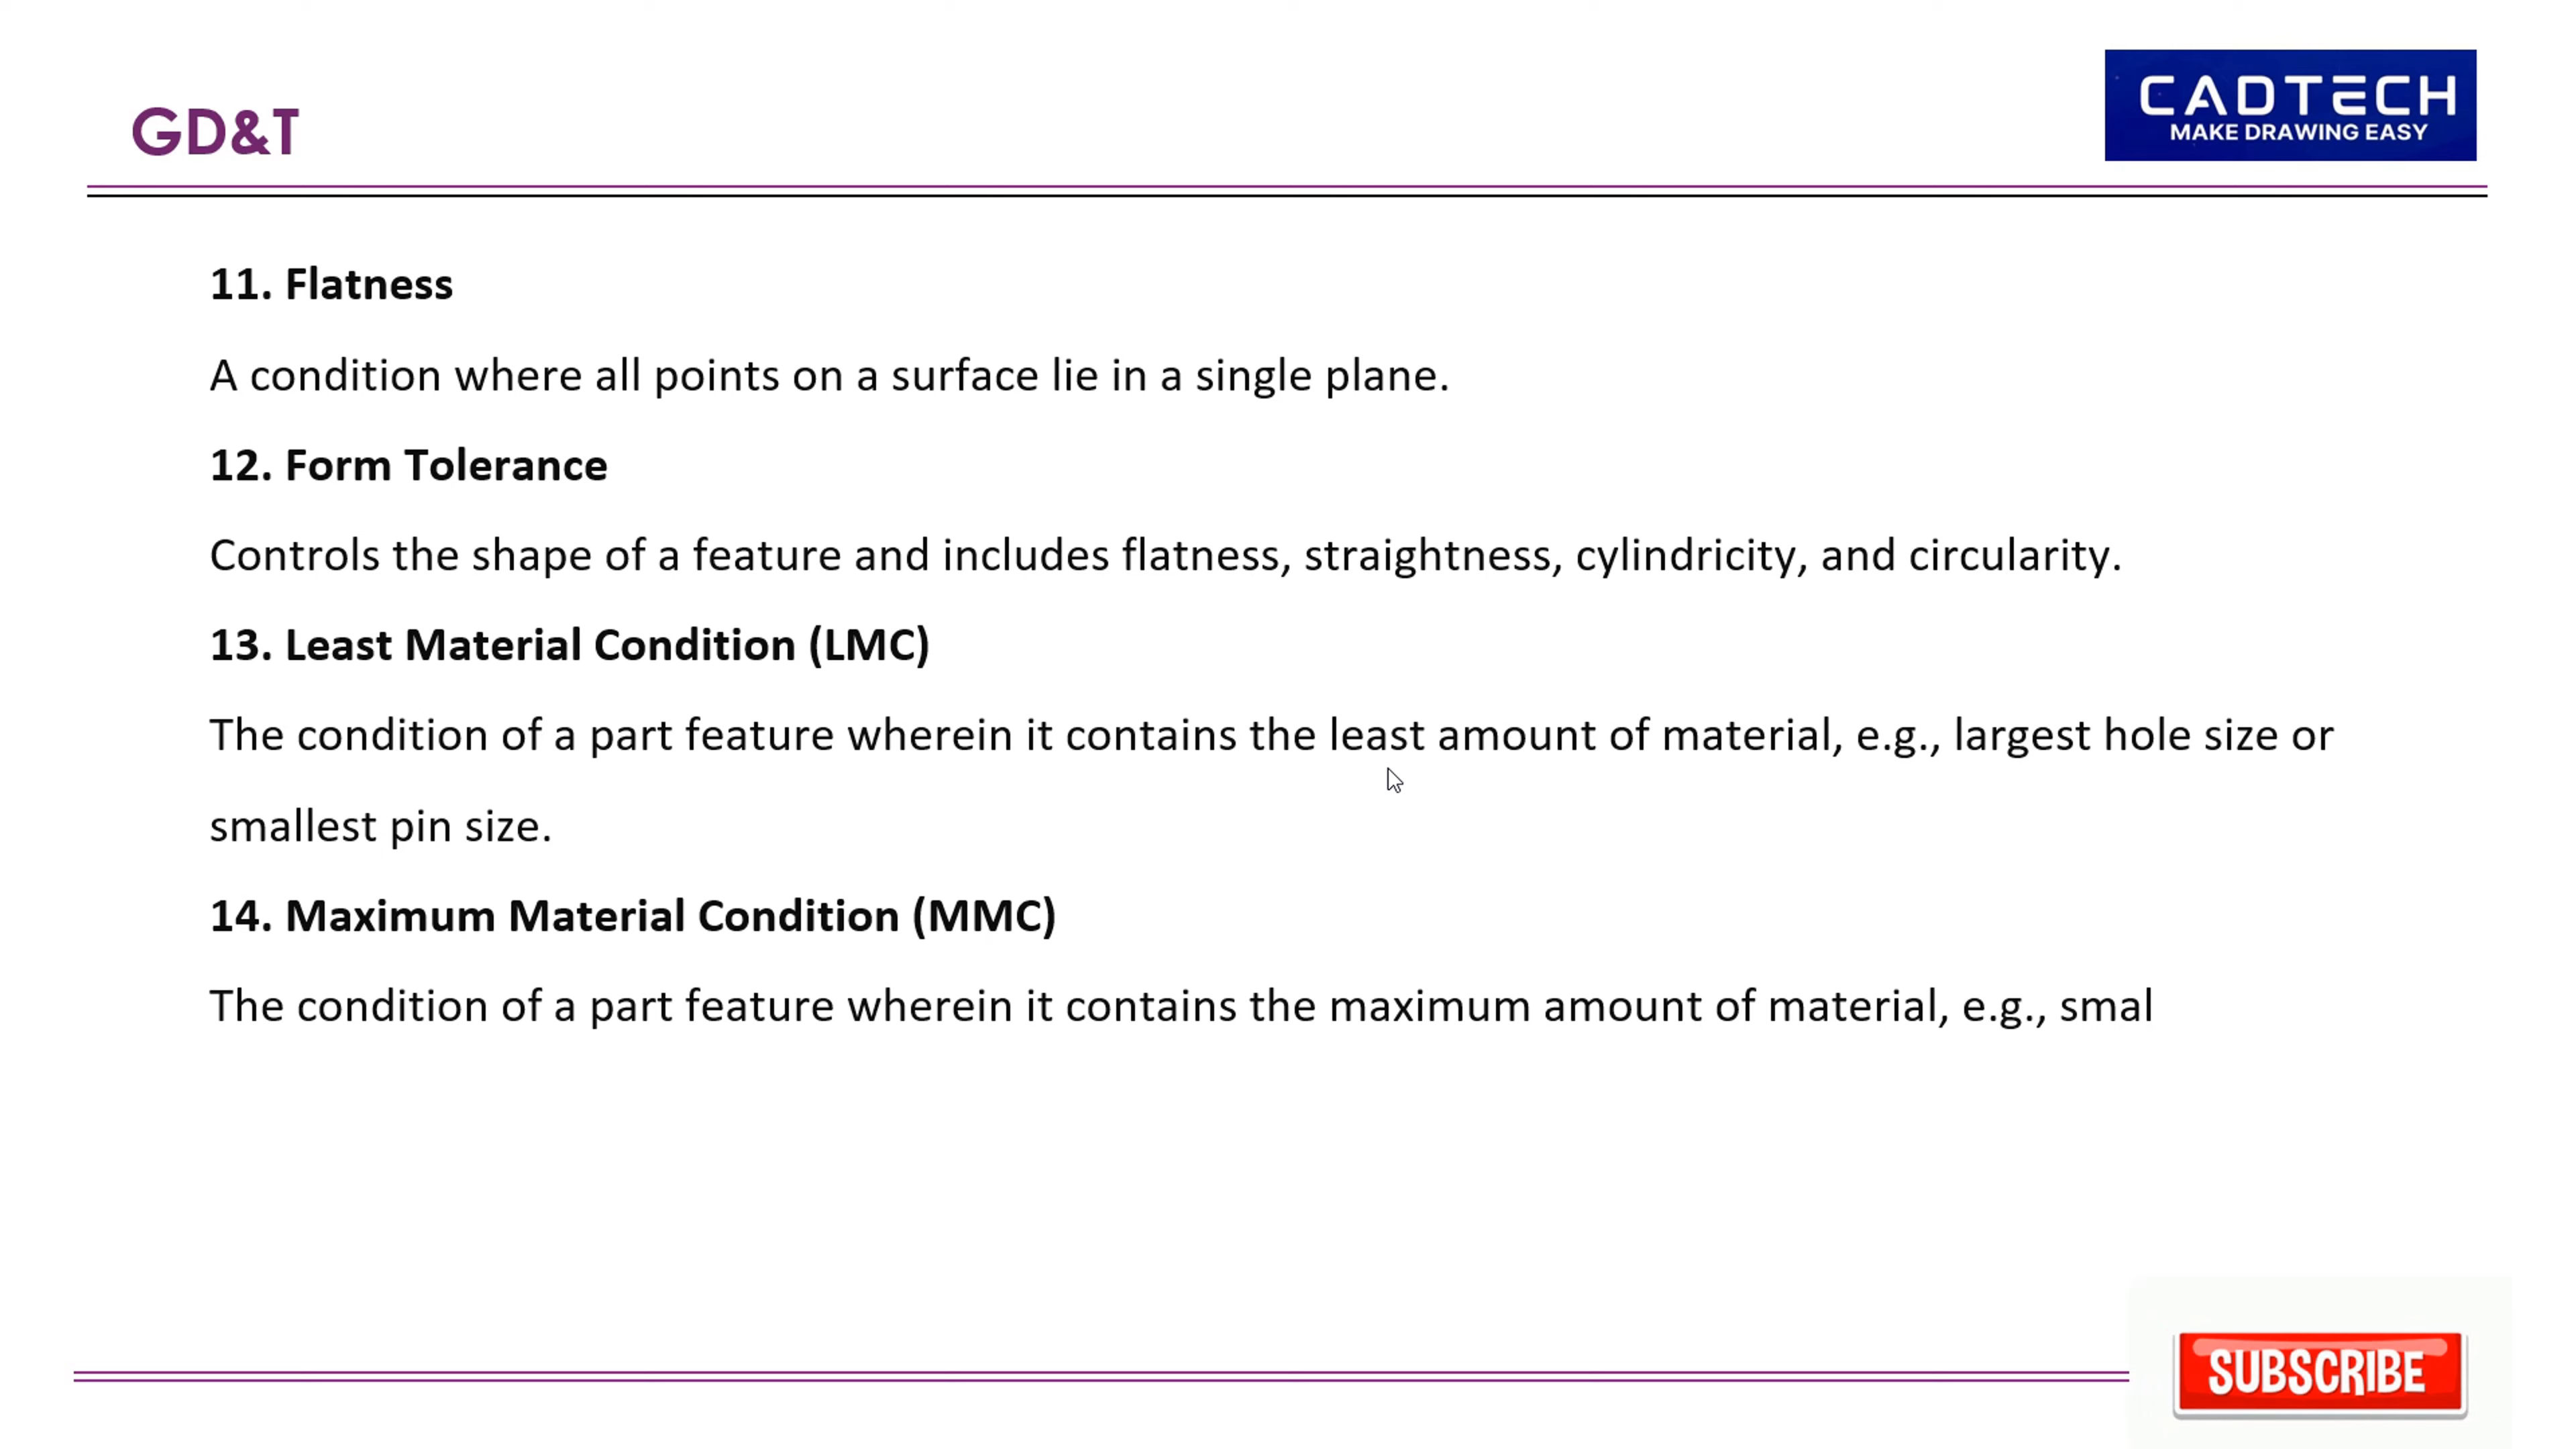 GD&T
CADTECH
MAKE DRAWING EASY
11. Flatness
A condition where all points on a surface lie in a single plane.
12. Form Tolerance
Controls the shape of a feature and includes flatness, straightness, cylindricity, and circularity.
13. Least Material Condition (LMC)
The condition of a part feature wherein it contains the least amount of material, e.g., largest hole size or
smallest pin size.
14. Maximum Material Condition (MMC)
The condition of a part feature wherein it contains the maximum amount of material, e.g., smal
SUBSCRIBE